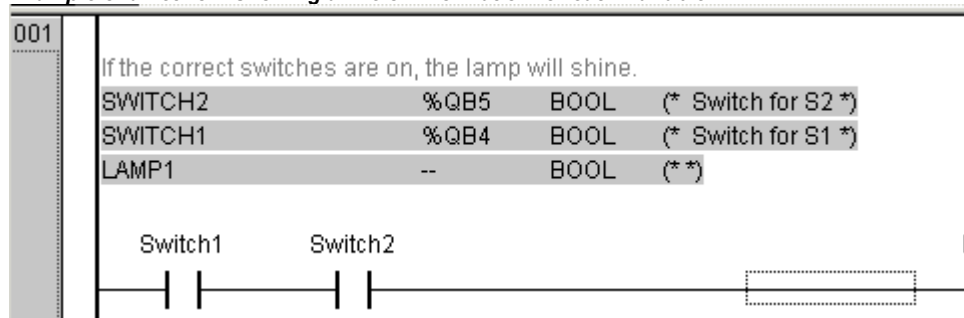 001
If the correct switches are on, the lamp will shine.
SWITCH2 %QB5 BOOL (* Switch for S2 *)
SWITCH1 %QB4 BOOL (* Switch for S1 *)
LAMP1 -- BOOL (* *)
Switch1 Switch2